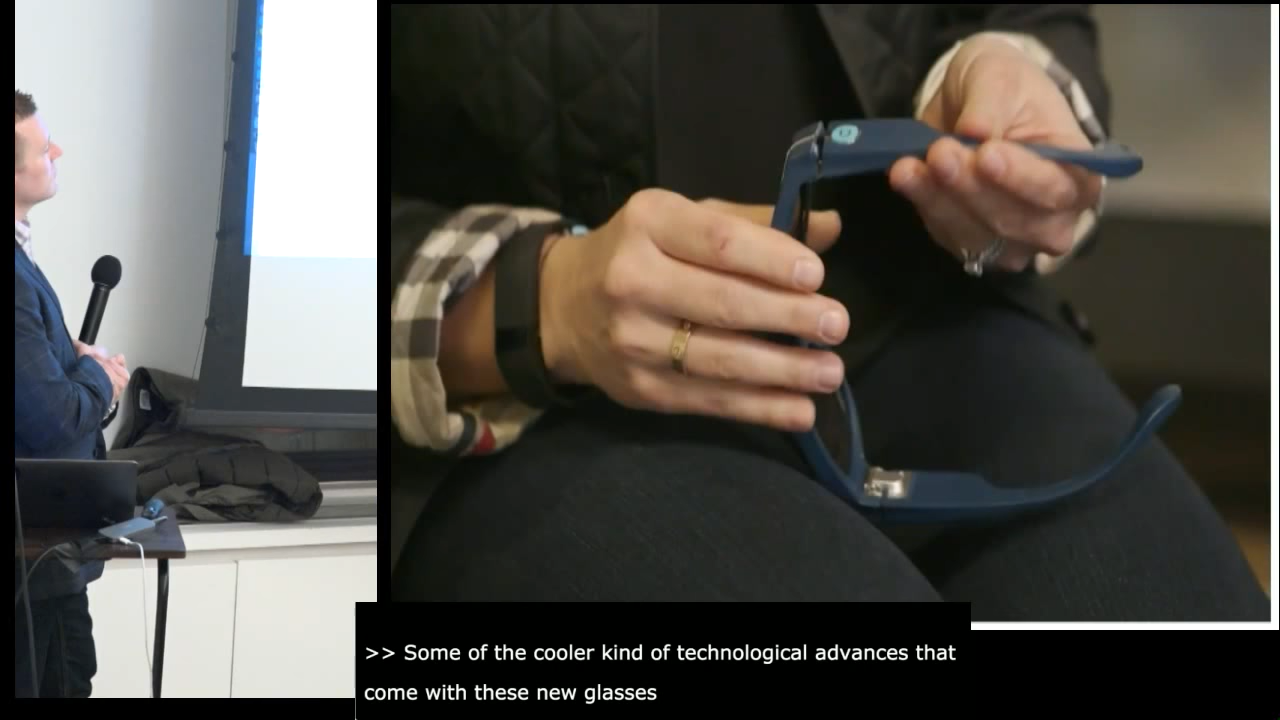 >> Some of the cooler kind of technological advances that
come with these new glasses